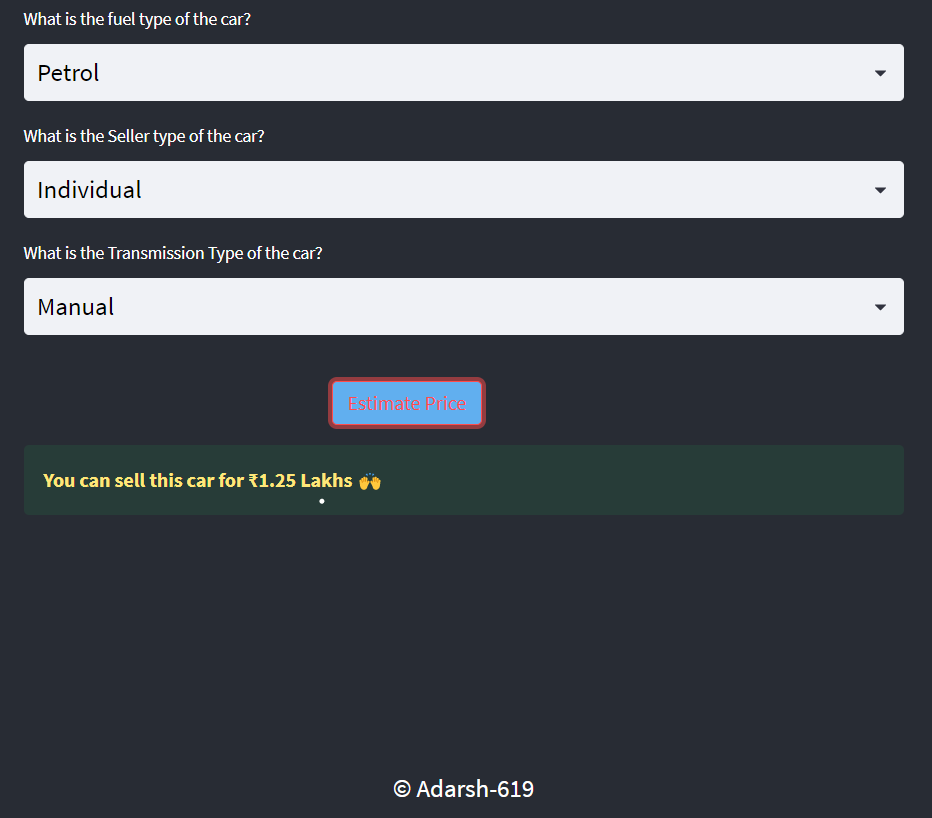 What is the fuel type of the car?
Petrol
What is the Seller type of the car?
Individual
What is the Transmission Type of the car?
Manual
Estimate Price
You can sell this car for ₹1.25 Lakhs 🙌
© Adarsh-619